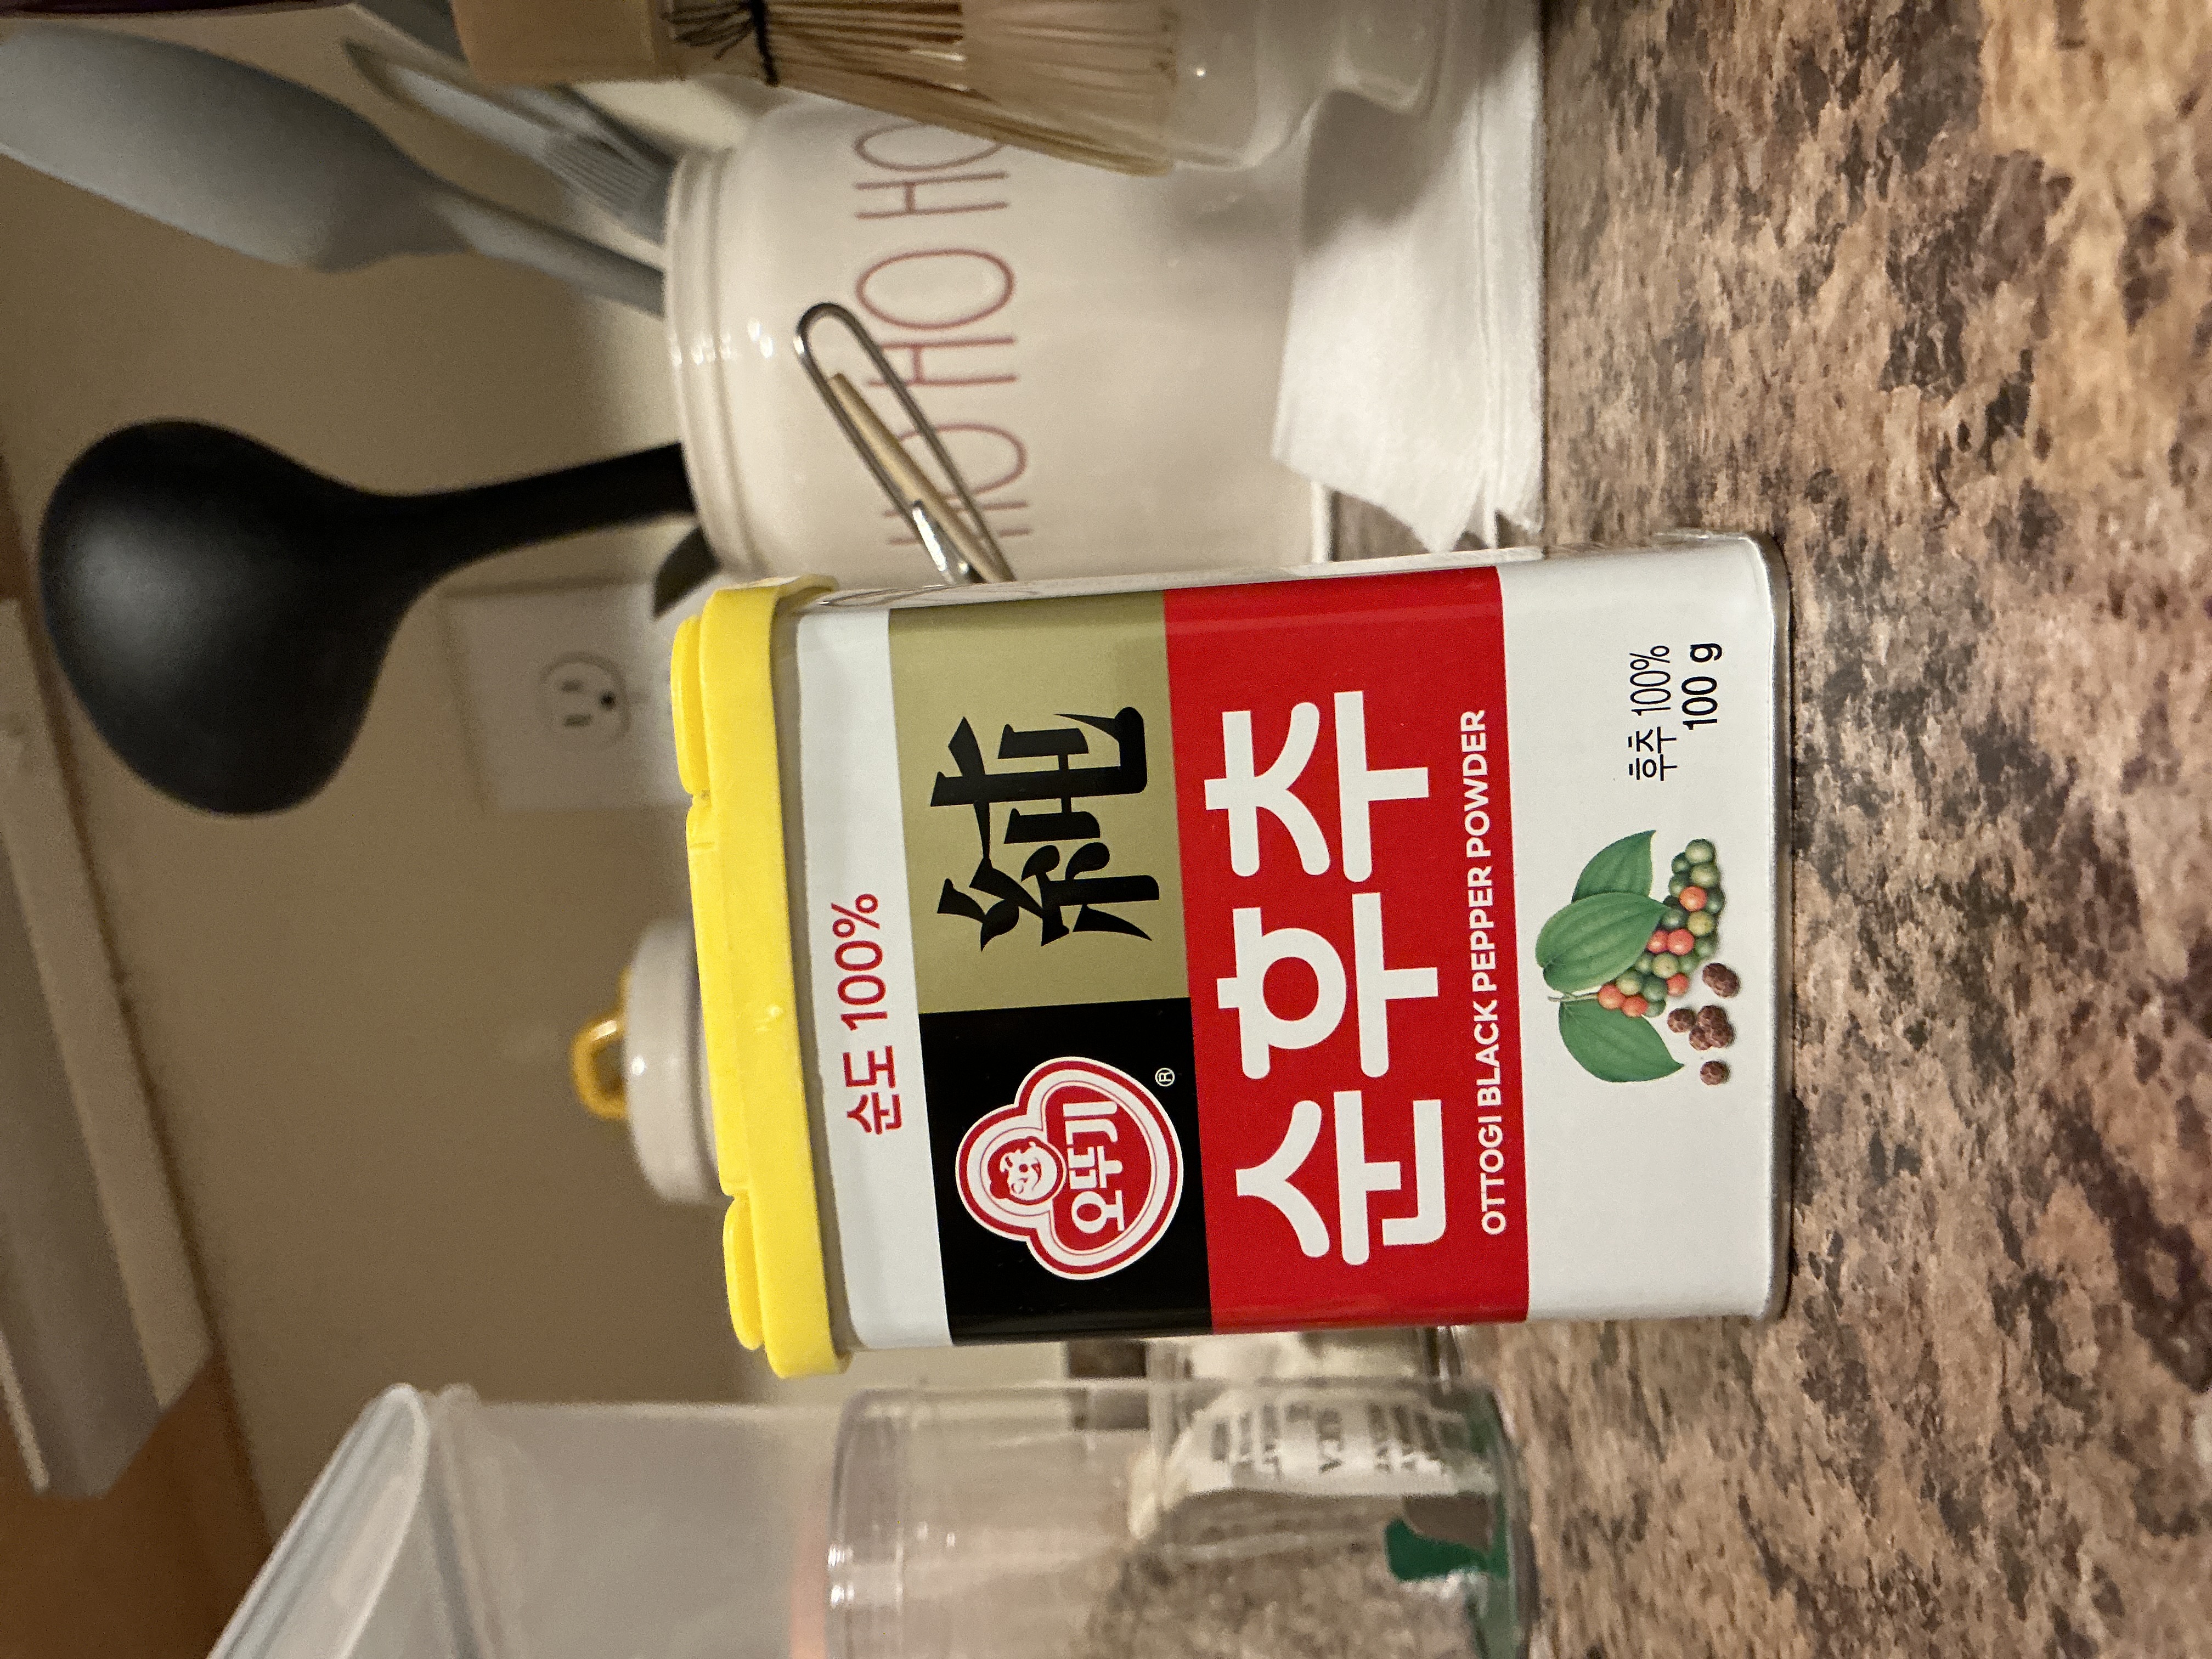 순도 100%
오뚜기
®
純
순후추
OTTOGI BLACK PEPPER POWDER
후추 100%
100 g
HO HO HO